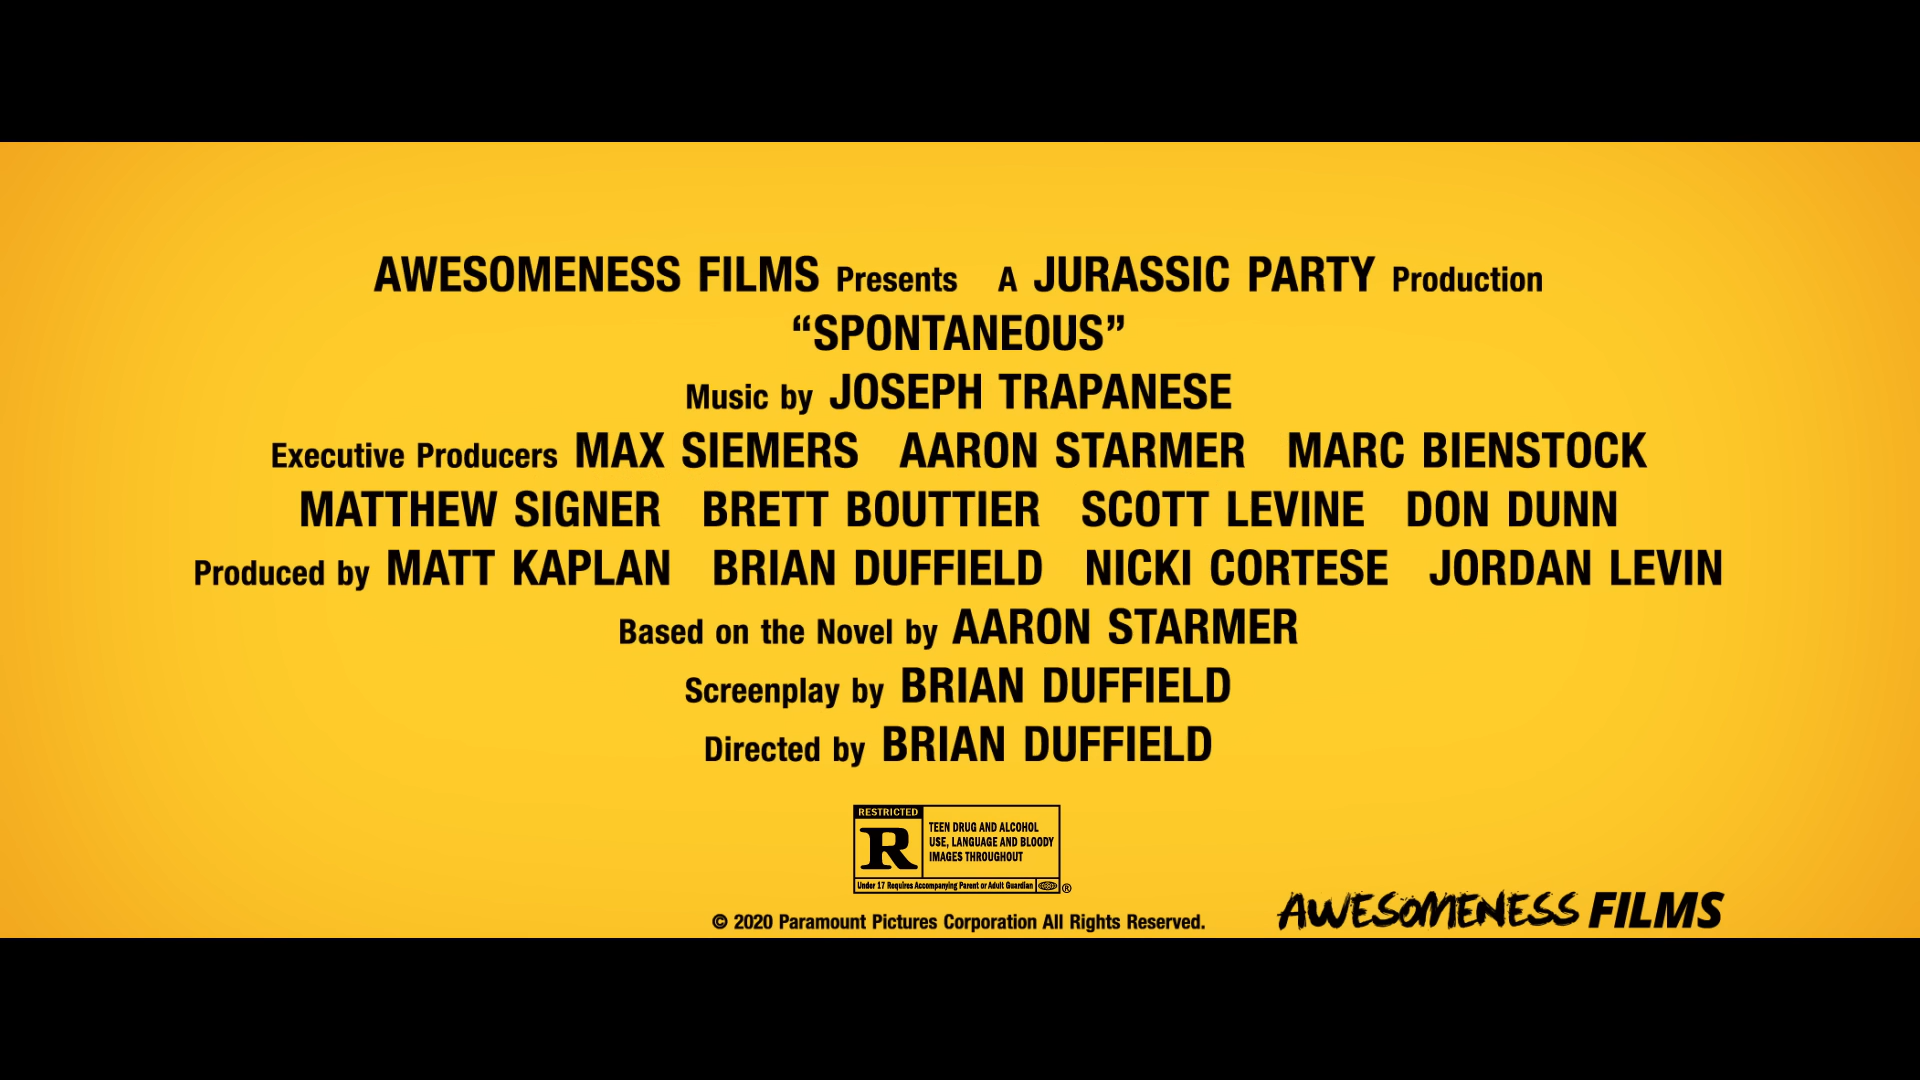 AWESOMENESS FILMS Presents A JURASSIC PARTY Production
“SPONTANEOUS”
Music by JOSEPH TRAPANESE
Executive Producers MAX SIEMERS AARON STARMER MARC BIENSTOCK
MATTHEW SIGNER BRETT BOUTTIER SCOTT LEVINE DON DUNN
Produced by MATT KAPLAN BRIAN DUFFIELD NICKI CORTESE JORDAN LEVIN
Based on the Novel by AARON STARMER
Screenplay by BRIAN DUFFIELD
Directed by BRIAN DUFFIELD
RESTRICTED
R
TEEN DRUG AND ALCOHOL
USE, LANGUAGE AND BLOODY
IMAGES THROUGHOUT
Under 17 Requires Accompanying Parent or Adult Guardian ®
© 2020 Paramount Pictures Corporation All Rights Reserved.
AWESOMENESS FILMS